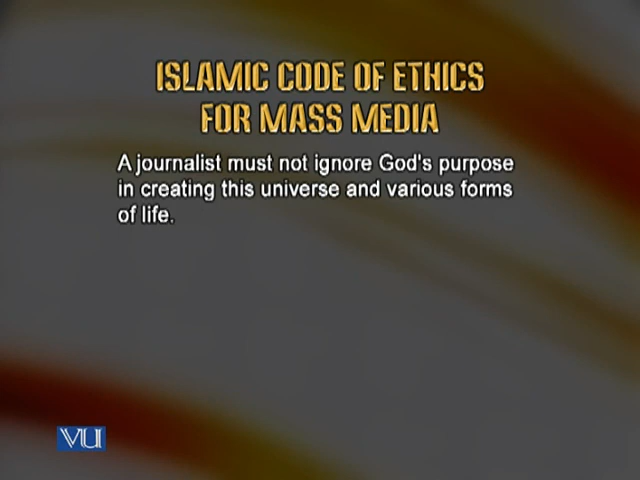 ISLAMIC CODE OF ETHICS
FOR MASS MEDIA
A journalist must not ignore God's purpose
in creating this universe and various forms
of life.
VU